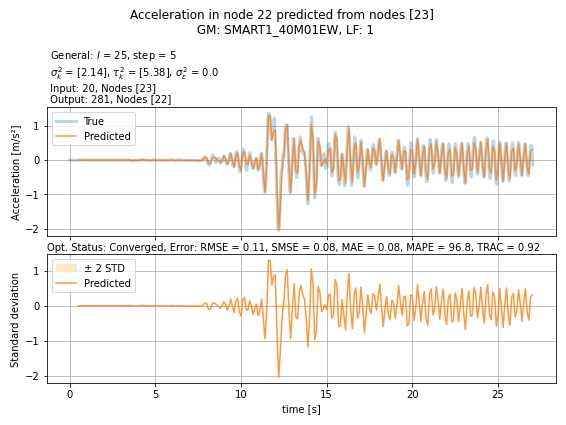 Acceleration in node 22 predicted from nodes [23]
GM: SMART1_40M01EW, LF: 1
General: l = 25, step = 5
σ²ₖ = [2.14], τ²ₖ = [5.38], σ²ε = 0.0
Input: 20, Nodes [23]
Output: 281, Nodes [22]
True
Predicted
Acceleration [m/s²]
1
0
−1
−2
Opt. Status: Converged, Error: RMSE = 0.11, SMSE = 0.08, MAE = 0.08, MAPE = 96.8, TRAC = 0.92
± 2 STD
Predicted
Standard deviation
1
0
−1
−2
0 5 10 15 20 25
time [s]